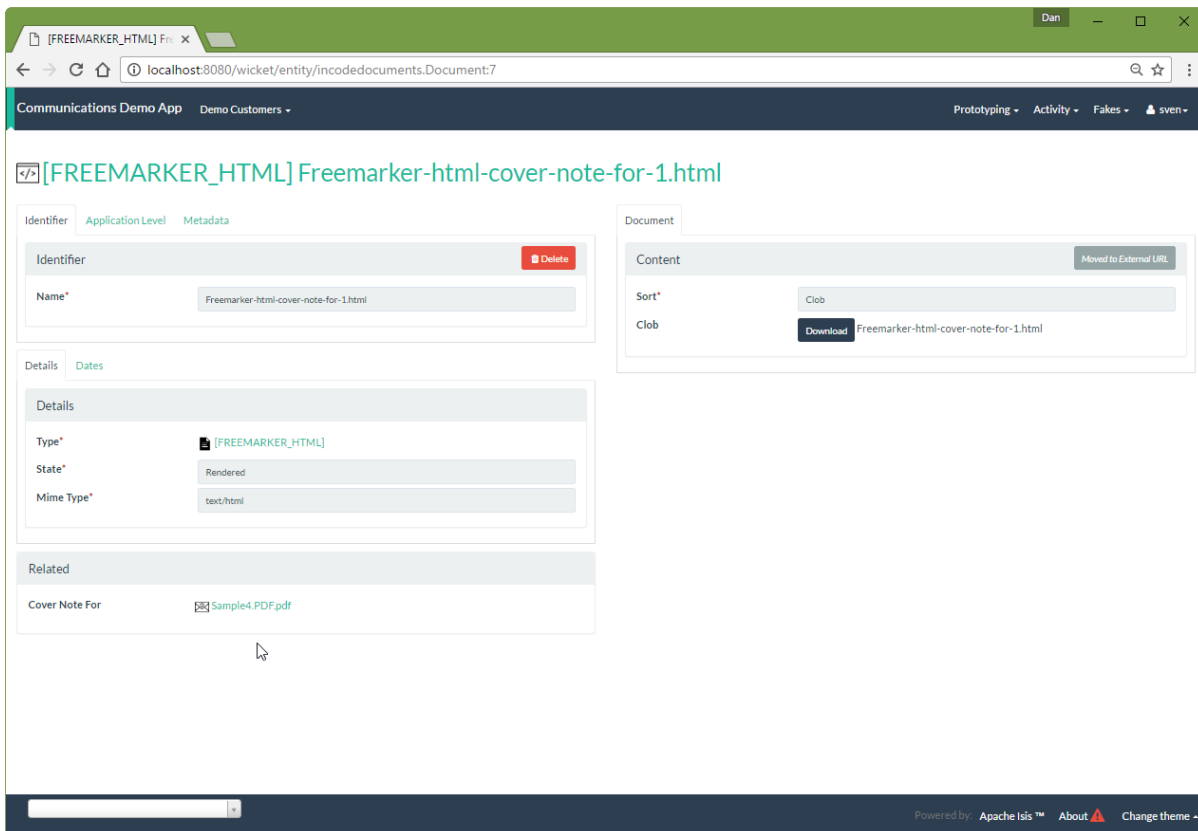 Dan
[FREEMARKER_HTML] Fre
localhost:8080/wicket/entity/incodedocuments.Document:7
Communications Demo App Demo Customers Prototyping Activity Fakes sven
[FREEMARKER_HTML] Freemarker-html-cover-note-for-1.html
Identifier Application Level Metadata
Identifier Delete
Name* Freemarker-html-cover-note-for-1.html
Details Dates
Details
Type* [FREEMARKER_HTML]
State* Rendered
Mime Type* text/html
Related
Cover Note For Sample4.PDF.pdf
Document
Content Moved to External URL
Sort* Clob
Clob Download Freemarker-html-cover-note-for-1.html
Powered by: Apache Isis ™ About Change theme